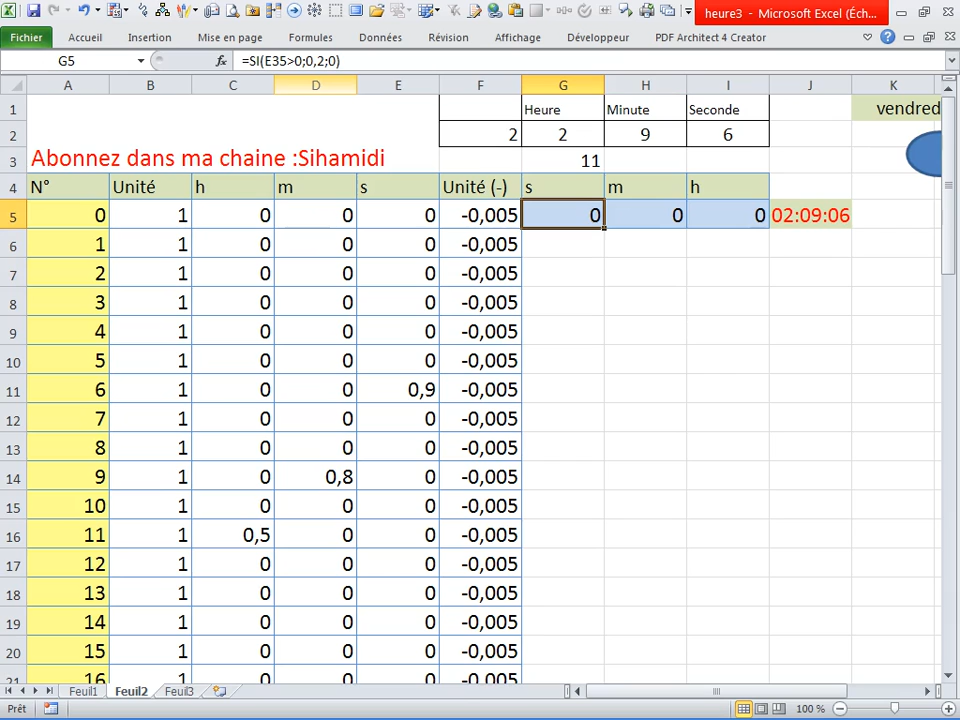 heure3 - Microsoft Excel (Éch...
Fichier Accueil Insertion Mise en page Formules Données Révision Affichage Développeur PDF Architect 4 Creator
G5 fx =SI(E35>0;0,2;0)
A B C D E F G H I J K
1 Heure Minute Seconde vendred
2 2 2 9 6
3 Abonnez dans ma chaine :Sihamidi 11
4 N° Unité h m s Unité (-) s m h
5 0 1 0 0 0 -0,005 0 0 0 02:09:06
6 1 1 0 0 0 -0,005
7 2 1 0 0 0 -0,005
8 3 1 0 0 0 -0,005
9 4 1 0 0 0 -0,005
10 5 1 0 0 0 -0,005
11 6 1 0 0 0,9 -0,005
12 7 1 0 0 0 -0,005
13 8 1 0 0 0 -0,005
14 9 1 0 0,8 0 -0,005
15 10 1 0 0 0 -0,005
16 11 1 0,5 0 0 -0,005
17 12 1 0 0 0 -0,005
18 13 1 0 0 0 -0,005
19 14 1 0 0 0 -0,005
20 15 1 0 0 0 -0,005
21 16 1 0 0 0 -0,005
Feuil1 Feuil2 Feuil3
Prêt 100 %